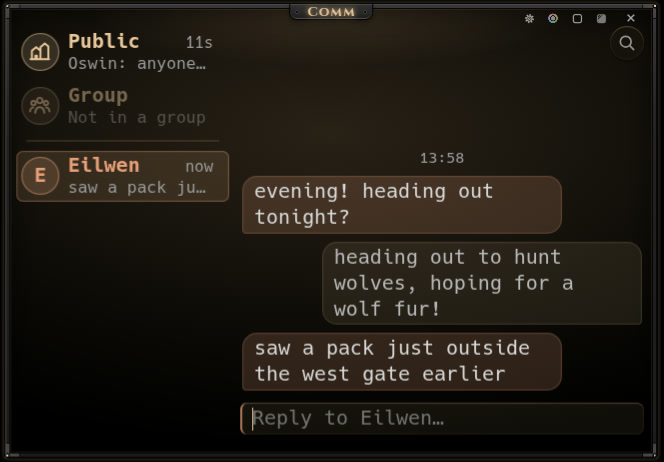 Comm
Public 11s
Oswin: anyone…
Group
Not in a group
E
Eilwen now
saw a pack ju…
13:58
evening! heading out
tonight?
heading out to hunt
wolves, hoping for a
wolf fur!
saw a pack just outside
the west gate earlier
Reply to Eilwen…